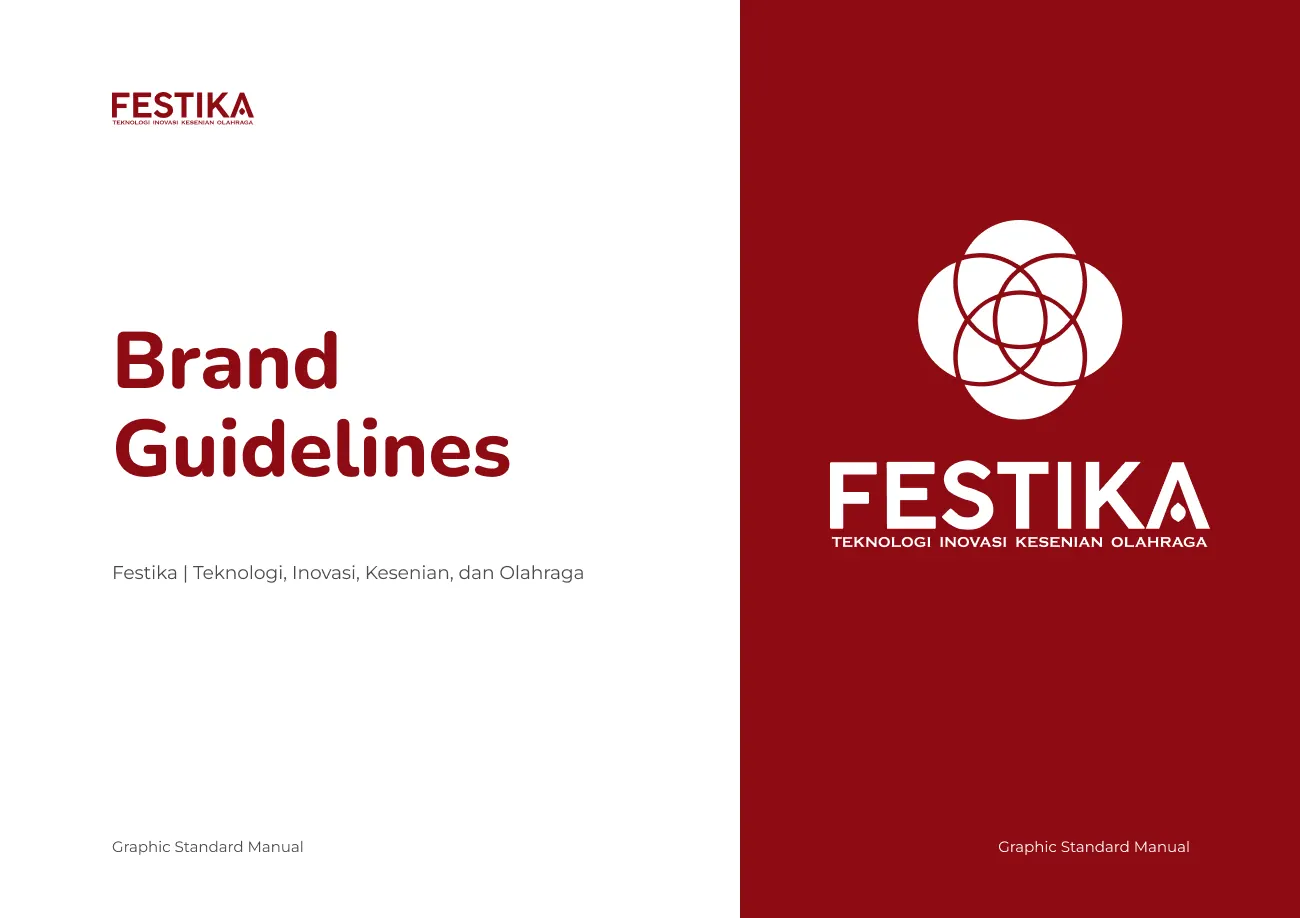 FESTIKA
TEKNOLOGI INOVASI KESENIAN OLAHRAGA
Brand
Guidelines
Festika | Teknologi, Inovasi, Kesenian, dan Olahraga
Graphic Standard Manual
FESTIKA
TEKNOLOGI INOVASI KESENIAN OLAHRAGA
Graphic Standard Manual